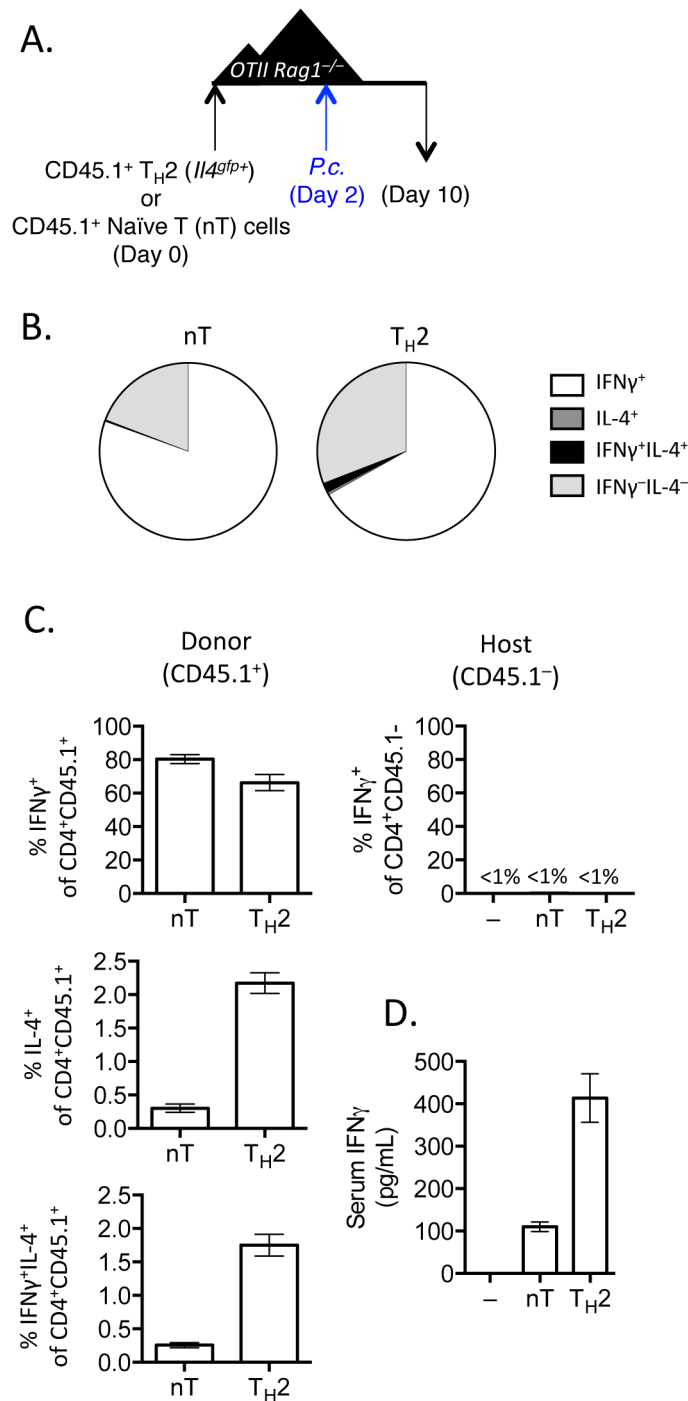 A.
OTII Rag1–/–
CD45.1+ TH2 (Il4gfp+)
or
CD45.1+ Naïve T (nT) cells
(Day 0)
P.c.
(Day 2)
(Day 10)
B.
nT
TH2
IFNγ+
IL-4+
IFNγ+IL-4+
IFNγ–IL-4–
C.
Donor
(CD45.1+)
Host
(CD45.1–)
% IFNγ+
of CD4+CD45.1+
100
80
60
40
20
0
nT
TH2
% IFNγ+
of CD4+CD45.1-
100
80
60
40
20
0
<1% <1% <1%
–
nT
TH2
% IL-4+
of CD4+CD45.1+
2.5
2.0
1.5
1.0
0.5
0.0
nT
TH2
D.
Serum IFNγ
(pg/mL)
500
400
300
200
100
0
–
nT
TH2
% IFNγ+IL-4+
of CD4+CD45.1+
2.5
2.0
1.5
1.0
0.5
0.0
nT
TH2